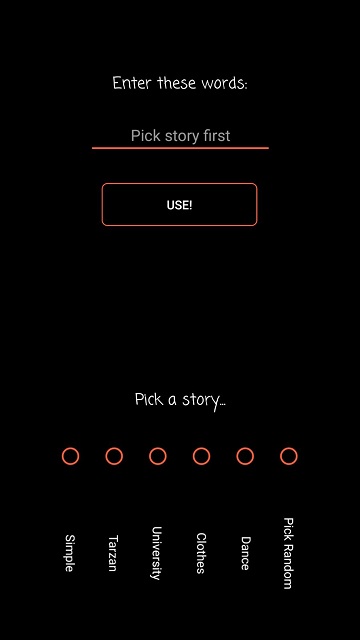 Enter these words:
Pick story first
USE!
Pick a story...
Simple
Tarzan
University
Clothes
Dance
Pick Random